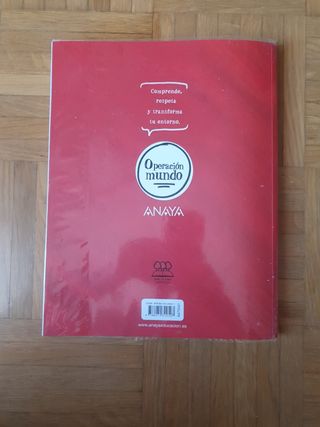 Comprende,
respeta
y transforma
tu entorno.
Operación
mundo
ANAYA
www.anayaeducacion.es